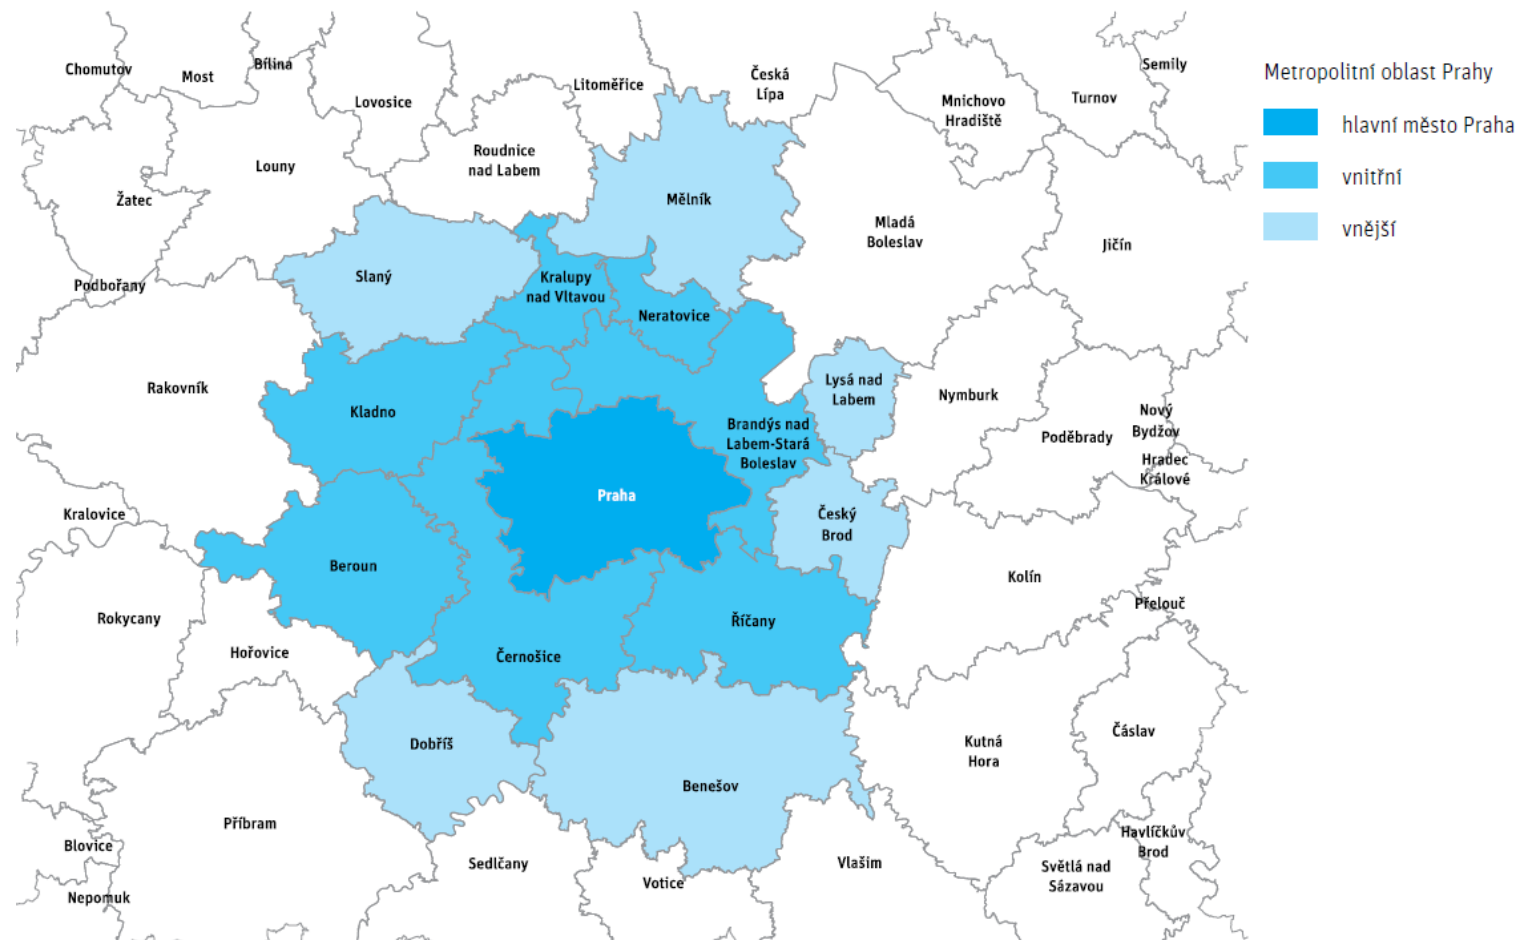 Chomutov
Most
Bílina
Lovosice
Litoměřice
Česká
Lípa
Mnichovo
Hradiště
Turnov
Semily
Metropolitní oblast Prahy
hlavní město Praha
vnitřní
vnější
Žatec
Louny
Roudnice
nad Labem
Mělník
Mladá
Boleslav
Jičín
Podbořany
Slaný
Kralupy
nad Vltavou
Neratovice
Rakovník
Kladno
Lysá nad
Labem
Nymburk
Poděbrady
Nový
Bydžov
Hradec
Králové
Brandýs nad
Labem-Stará
Boleslav
Praha
Český
Brod
Kralovice
Beroun
Kolín
Přelouč
Rokycany
Hořovice
Černošice
Říčany
Dobříš
Benešov
Kutná
Hora
Čáslav
Příbram
Blovice
Nepomuk
Sedlčany
Votice
Vlašim
Světlá nad
Sázavou
Havlíčkův
Brod